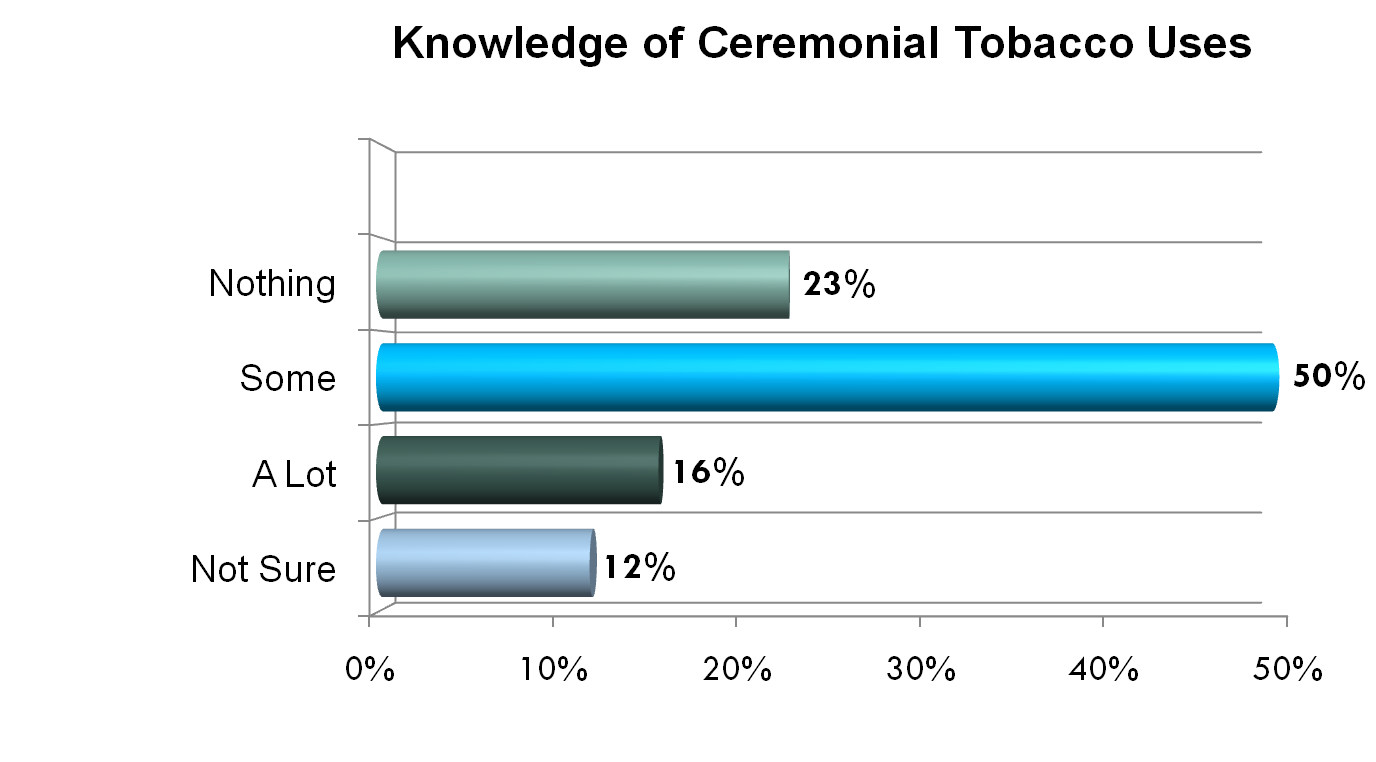 Knowledge of Ceremonial Tobacco Uses
Nothing 23%
Some 50%
A Lot 16%
Not Sure 12%
0% 10% 20% 30% 40% 50%